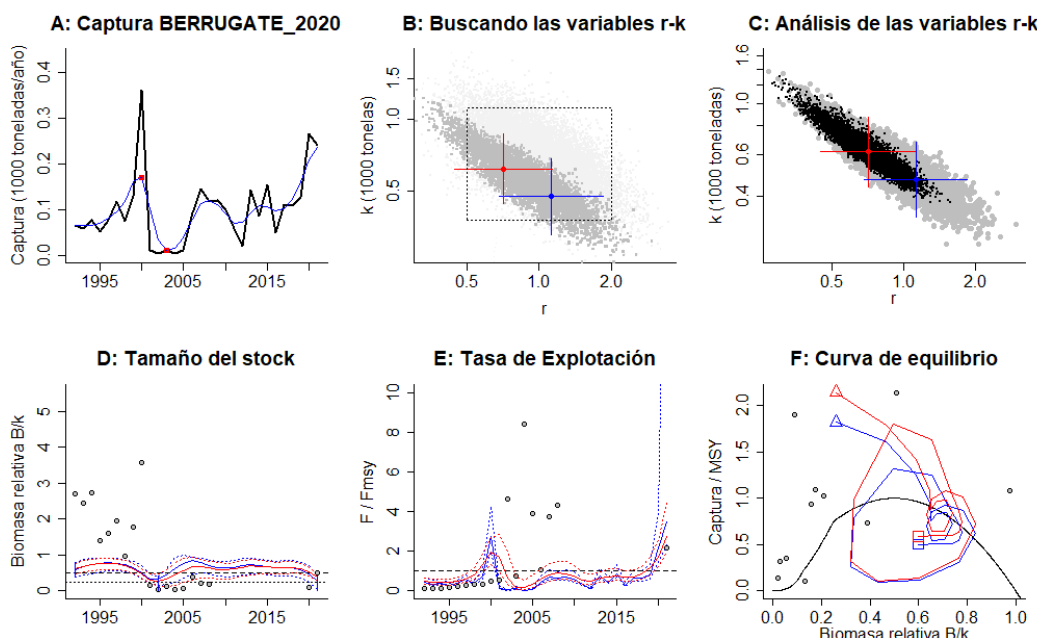 A: Captura BERRUGATE_2020
Captura (1000 toneladas/año)
0.0 0.1 0.2 0.3 0.4
1995 2005 2015
B: Buscando las variables r-k
k (1000 tonelas)
0.5 1.0 1.5
0.5 1.0 2.0
r
C: Análisis de las variables r-k
k (1000 toneladas)
0.4 0.6 1.0
0.5 1.0 2.0
r
D: Tamaño del stock
Biomasa relativa B/k
0 1 2 3 4 5
1995 2005 2015
E: Tasa de Explotación
F / Fmsy
0 2 4 6 8 10
1995 2005 2015
F: Curva de equilibrio
Captura / MSY
0.0 0.5 1.0 1.5 2.0
0.0 0.2 0.4 0.6 0.8 1.0
Biomasa relativa B/k